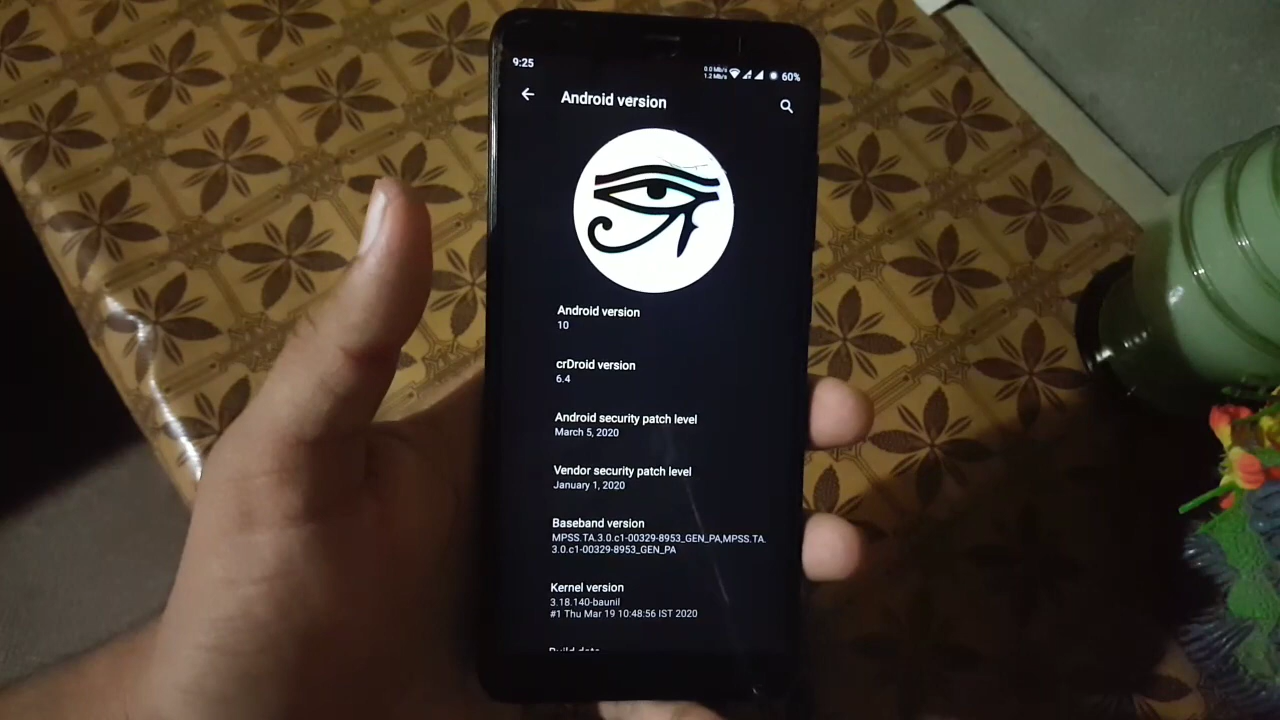 9:25
0.0 Mb/s
1.2 Mb/s
60%
Android version
Android version
10
crDroid version
6.4
Android security patch level
March 5, 2020
Vendor security patch level
January 1, 2020
Baseband version
MPSS.TA.3.0.c1-00329-8953_GEN_PA,MPSS.TA.
3.0.c1-00329-8953_GEN_PA
Kernel version
3.18.140-baunil
#1 Thu Mar 19 10:48:56 IST 2020
Build date